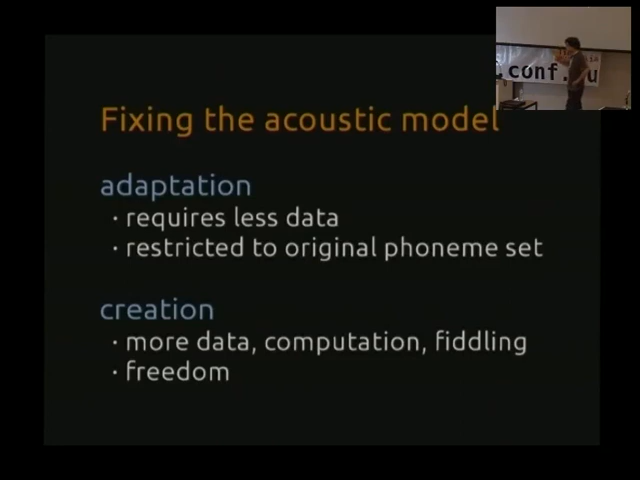 Fixing the acoustic model
adaptation
· requires less data
· restricted to original phoneme set
creation
· more data, computation, fiddling
· freedom
.conf.